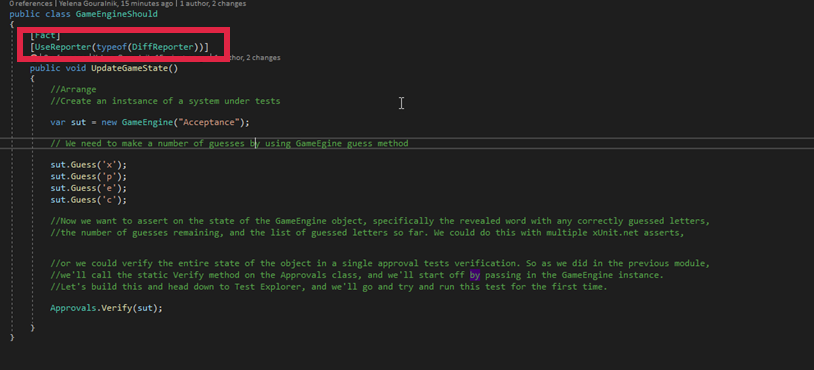 0 references | Yelena Gouralnik, 15 minutes ago | 1 author, 2 changes
public class GameEngineShould
{
[Fact]
[UseReporter(typeof(DiffReporter))]
author, 2 changes
public void UpdateGameState()
{
//Arrange
//Create an instsance of a system under tests
var sut = new GameEngine("Acceptance");
// We need to make a number of guesses by using GameEgine guess method
sut.Guess('x');
sut.Guess('p');
sut.Guess('e');
sut.Guess('c');
//Now we want to assert on the state of the GameEngine object, specifically the revealed word with any correctly guessed letters,
//the number of guesses remaining, and the list of guessed letters so far. We could do this with multiple xUnit.net asserts,
//or we could verify the entire state of the object in a single approval tests verification. So as we did in the previous module,
//we'll call the static Verify method on the Approvals class, and we'll start off by passing in the GameEngine instance.
//Let's build this and head down to Test Explorer, and we'll go and try and run this test for the first time.
Approvals.Verify(sut);
}
}